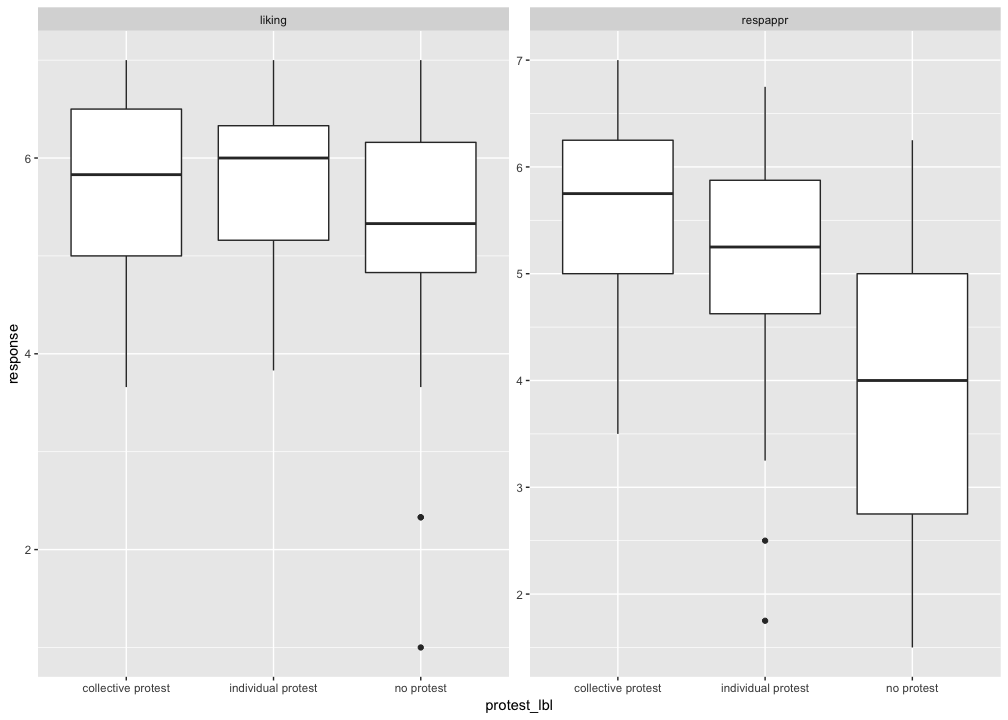 liking
respappr
response
6
4
2
7
6
5
4
3
2
collective protest
individual protest
no protest
collective protest
individual protest
no protest
protest_lbl